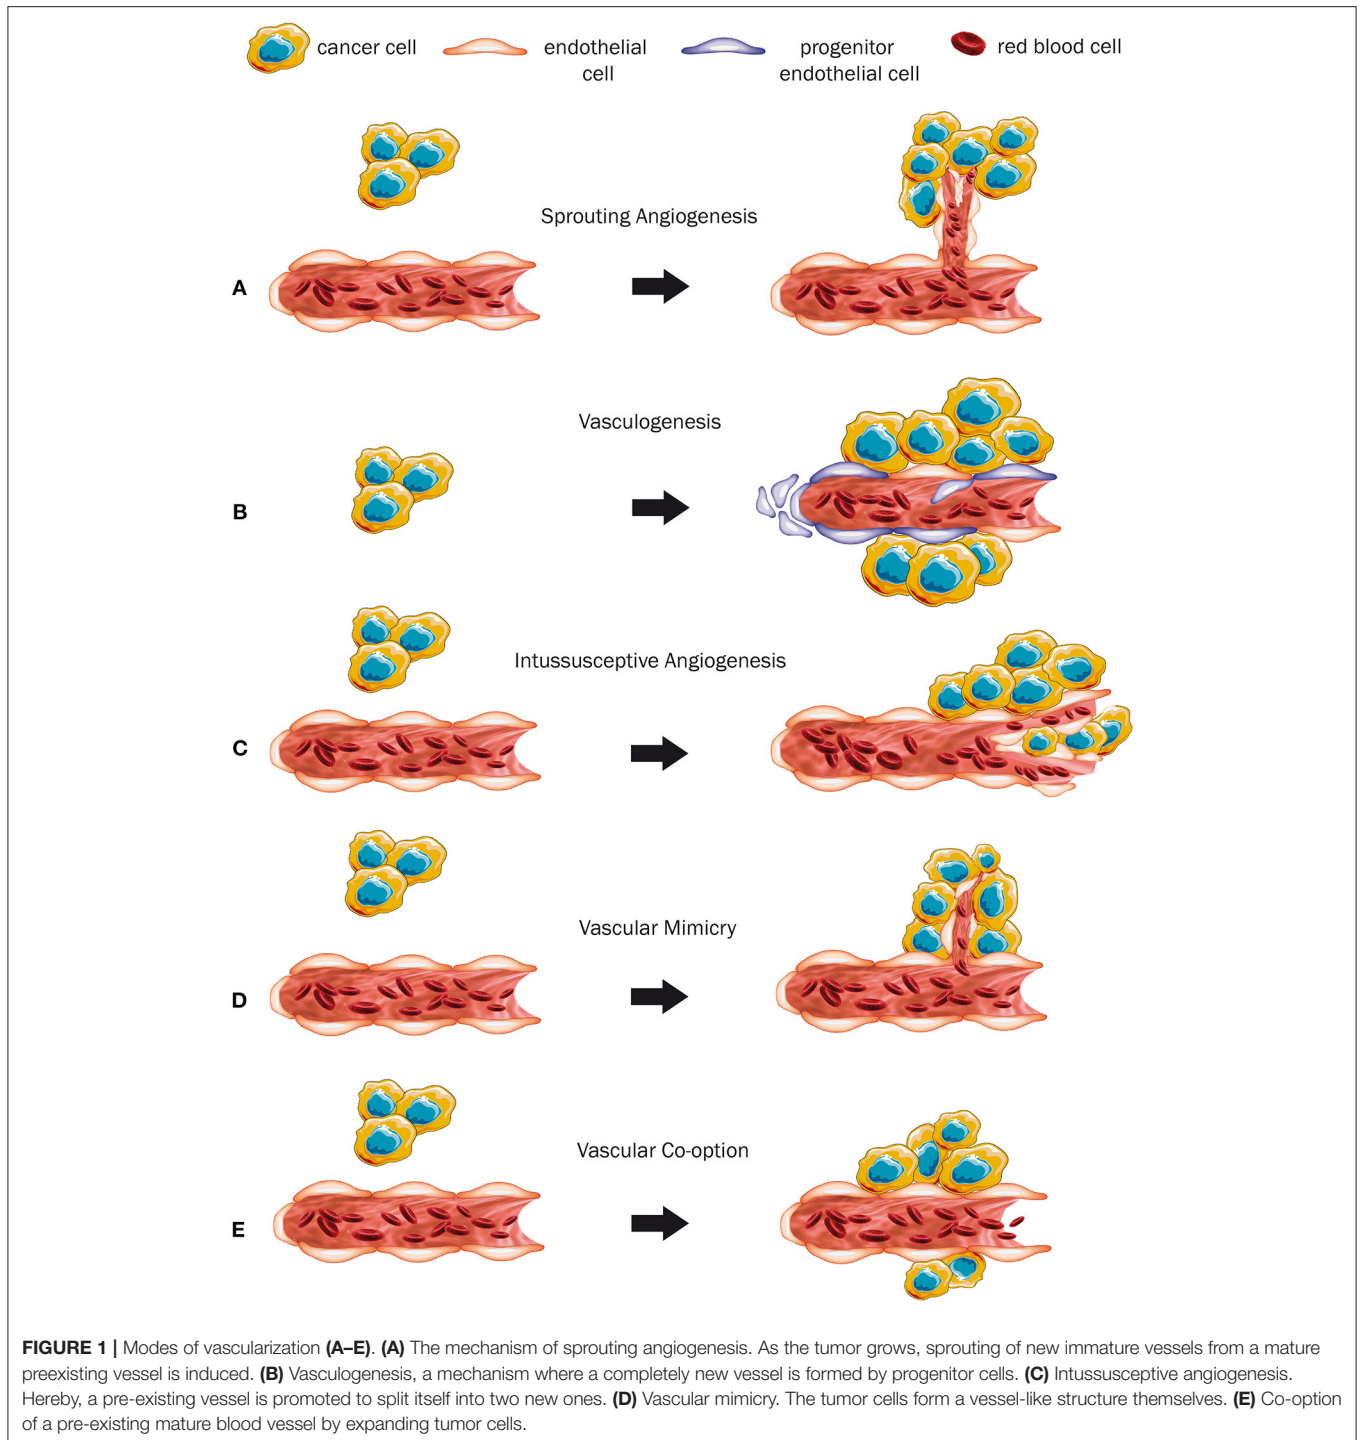 cancer cell
endothelial
cell
progenitor
endothelial cell
red blood cell
Sprouting Angiogenesis
A
Vasculogenesis
B
Intussusceptive Angiogenesis
C
Vascular Mimicry
D
Vascular Co-option
E
FIGURE 1 | Modes of vascularization (A–E). (A) The mechanism of sprouting angiogenesis. As the tumor grows, sprouting of new immature vessels from a mature
preexisting vessel is induced. (B) Vasculogenesis, a mechanism where a completely new vessel is formed by progenitor cells. (C) Intussusceptive angiogenesis.
Hereby, a pre-existing vessel is promoted to split itself into two new ones. (D) Vascular mimicry. The tumor cells form a vessel-like structure themselves. (E) Co-option
of a pre-existing mature blood vessel by expanding tumor cells.